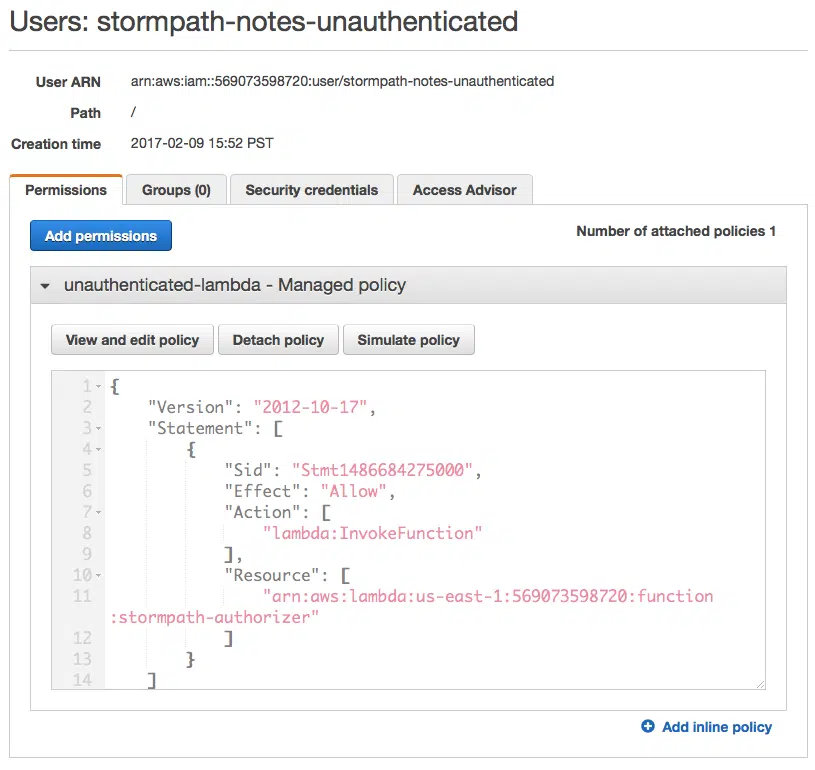 Users: stormpath-notes-unauthenticated
User ARN arn:aws:iam::569073598720:user/stormpath-notes-unauthenticated
Path /
Creation time 2017-02-09 15:52 PST
Permissions Groups (0) Security credentials Access Advisor
Add permissions Number of attached policies 1
unauthenticated-lambda - Managed policy
View and edit policy Detach policy Simulate policy
1 {
2 "Version": "2012-10-17",
3 "Statement": [
4 {
5 "Sid": "Stmt1486684275000",
6 "Effect": "Allow",
7 "Action": [
8 "lambda:InvokeFunction"
9 ],
10 "Resource": [
11 "arn:aws:lambda:us-east-1:569073598720:function
:stormpath-authorizer"
12 ]
13 }
14 ]
Add inline policy